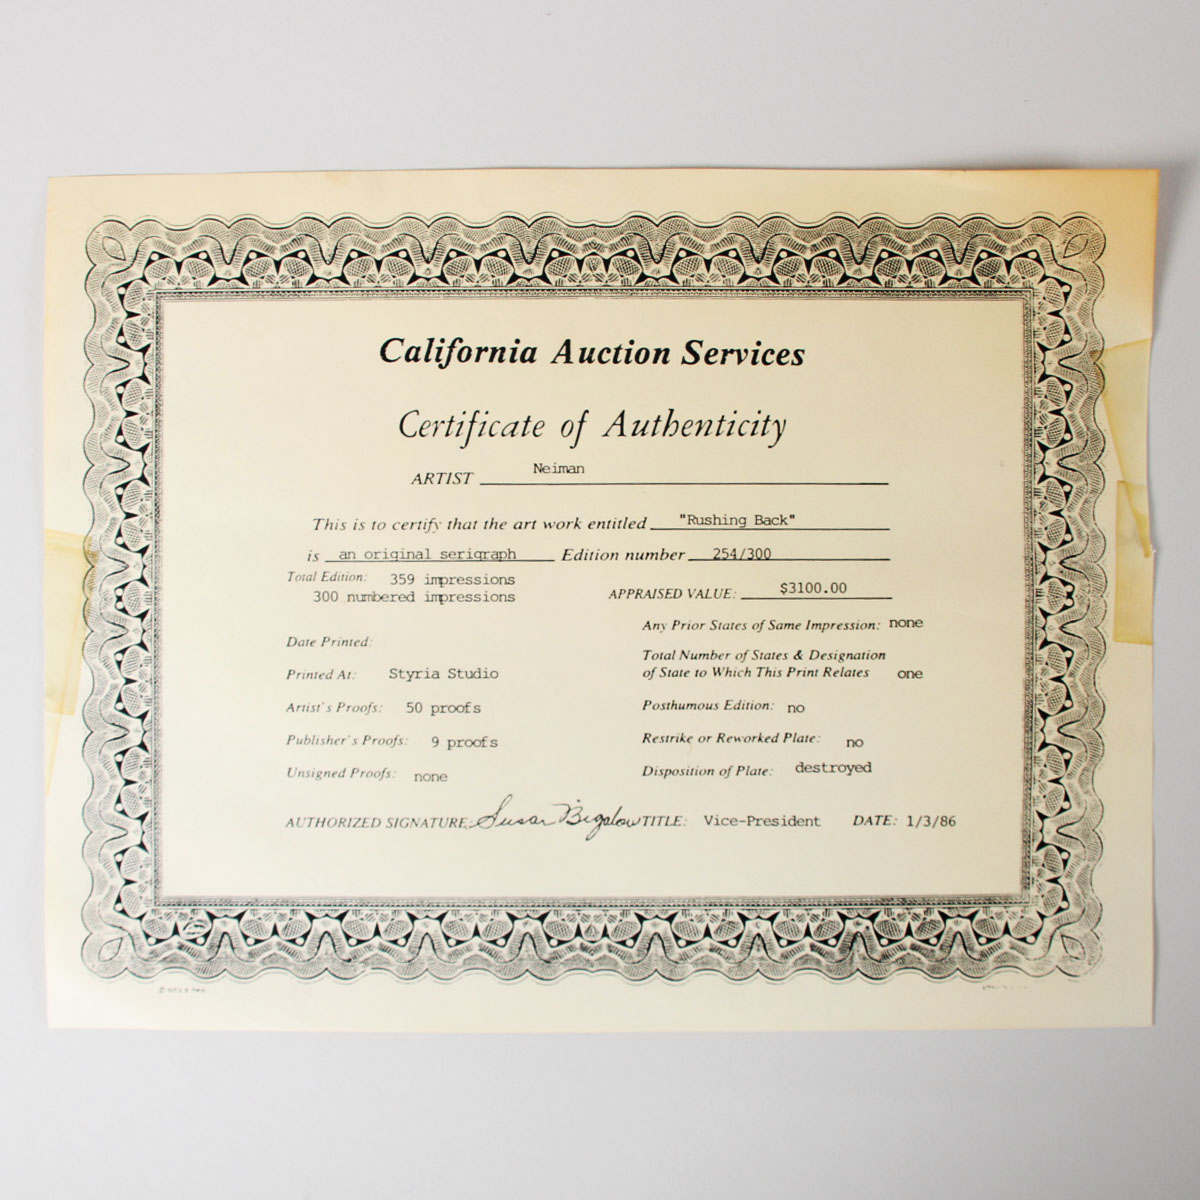 California Auction Services
Certificate of Authenticity
ARTIST Neiman
This is to certify that the art work entitled "Rushing Back"
is an original serigraph Edition number 254/300
Total Edition: 359 impressions
300 numbered impressions APPRAISED VALUE: $3100.00
Any Prior States of Same Impression: none
Date Printed:
Total Number of States & Designation
of State to Which This Print Relates one
Printed At: Styria Studio
Artist's Proofs: 50 proofs Posthumous Edition: no
Publisher's Proofs: 9 proofs Restrike or Reworked Plate: no
Unsigned Proofs: none Disposition of Plate: destroyed
AUTHORIZED SIGNATURE: Susan Bigelow TITLE: Vice-President DATE: 1/3/86